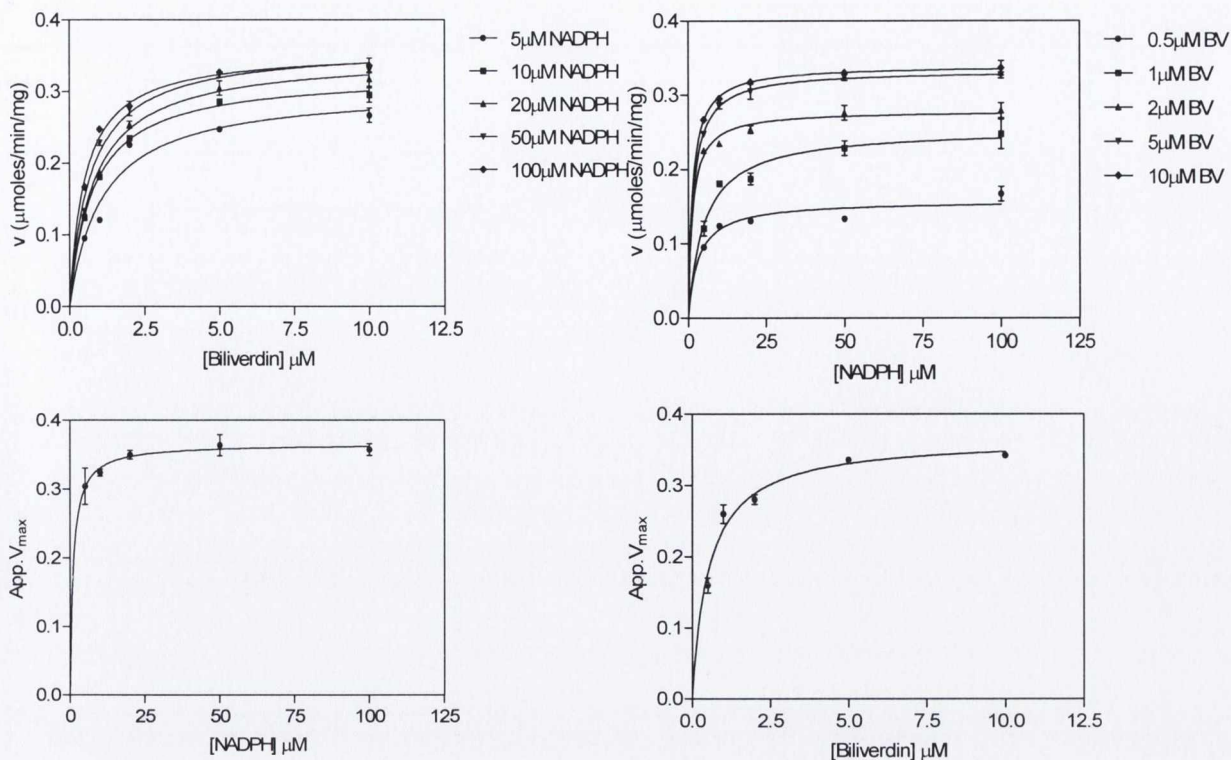 0.4
0.3
0.2
0.1
0.0
v (μmoles/min/mg)
0.0 2.5 5.0 7.5 10.0 12.5
[Biliverdin] μM
5μM NADPH
10μM NADPH
20μM NADPH
50μM NADPH
100μM NADPH
0.4
0.3
0.2
0.1
0.0
v (μmoles/min/mg)
0 25 50 75 100 125
[NADPH] μM
0.5μM BV
1μM BV
2μM BV
5μM BV
10μM BV
0.4
0.3
0.2
0.1
0.0
App.Vmax
0 25 50 75 100 125
[NADPH] μM
0.4
0.3
0.2
0.1
0.0
App.Vmax
0.0 2.5 5.0 7.5 10.0 12.5
[Biliverdin] μM